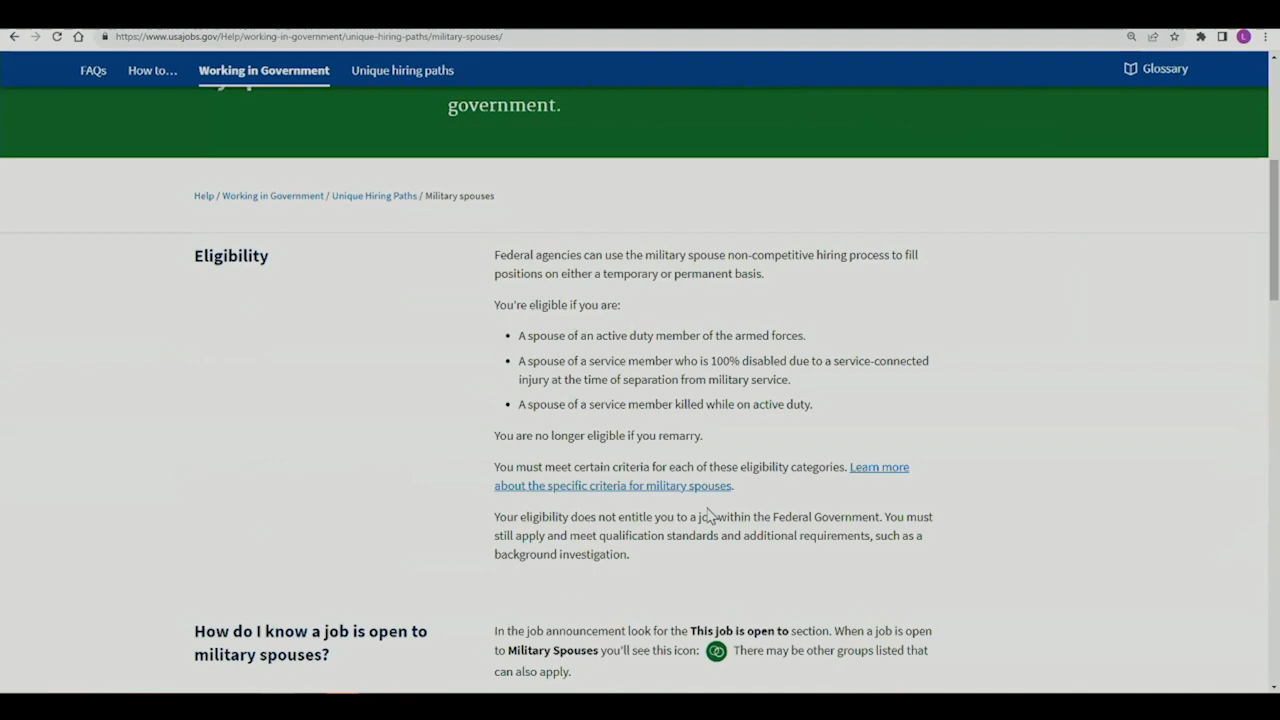 https://www.usajobs.gov/Help/working-in-government/unique-hiring-paths/military-spouses/
L
FAQs How to... Working in Government Unique hiring paths Glossary
government.
Help / Working in Government / Unique Hiring Paths / Military spouses
Eligibility
Federal agencies can use the military spouse non-competitive hiring process to fill
positions on either a temporary or permanent basis.
You're eligible if you are:
• A spouse of an active duty member of the armed forces.
• A spouse of a service member who is 100% disabled due to a service-connected
injury at the time of separation from military service.
• A spouse of a service member killed while on active duty.
You are no longer eligible if you remarry.
You must meet certain criteria for each of these eligibility categories. Learn more
about the specific criteria for military spouses.
Your eligibility does not entitle you to a job within the Federal Government. You must
still apply and meet qualification standards and additional requirements, such as a
background investigation.
How do I know a job is open to
military spouses?
In the job announcement look for the This job is open to section. When a job is open
to Military Spouses you'll see this icon: There may be other groups listed that
can also apply.